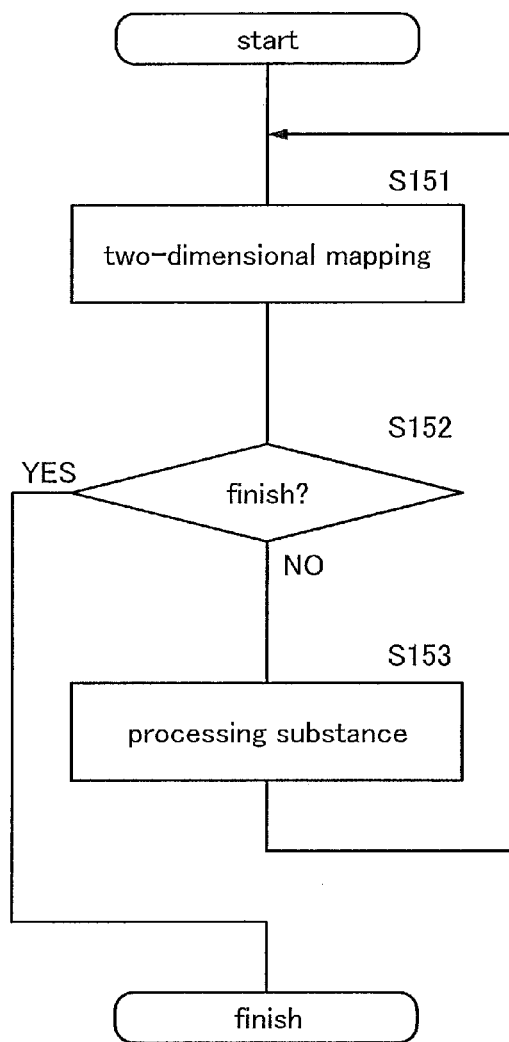 start
S151
two-dimensional mapping
S152
YES
finish?
NO
S153
processing substance
finish